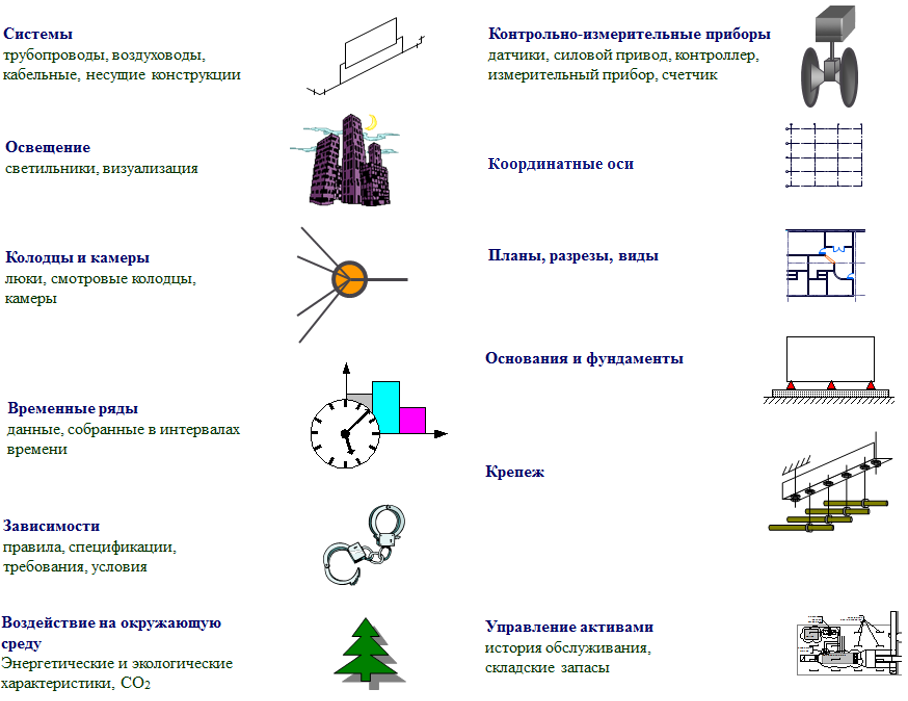 Системы
трубопроводы, воздуховоды,
кабельные, несущие конструкции
Освещение
светильники, визуализация
Колодцы и камеры
люки, смотровые колодцы,
камеры
Временные ряды
данные, собранные в интервалах
времени
Зависимости
правила, спецификации,
требования, условия
Воздействие на окружающую
среду
Энергетические и экологические
характеристики, CO2
Контрольно-измерительные приборы
датчики, силовой привод, контроллер,
измерительный прибор, счетчик
Координатные оси
Планы, разрезы, виды
Основания и фундаменты
Крепеж
Управление активами
история обслуживания,
складские запасы